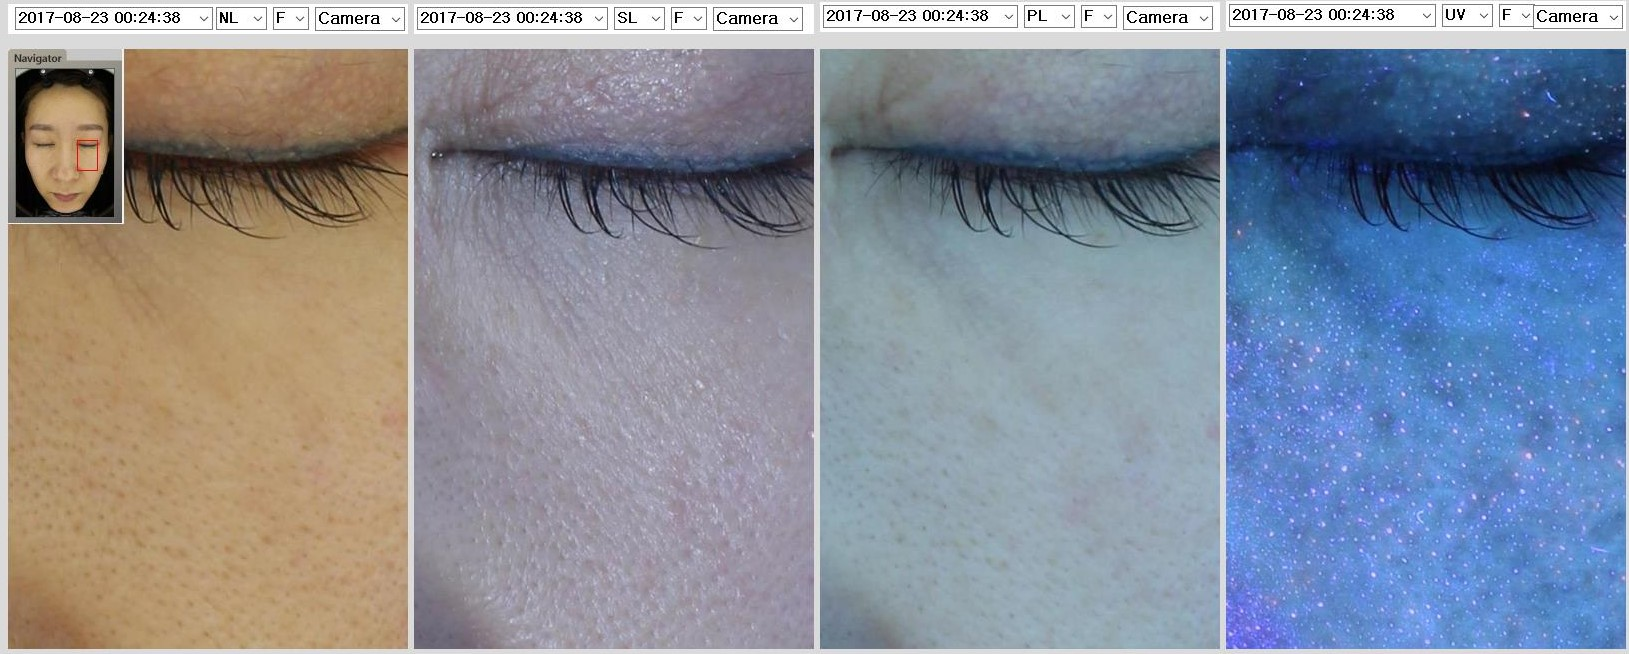 2017-08-23 00:24:38 NL F Camera
2017-08-23 00:24:38 SL F Camera
2017-08-23 00:24:38 PL F Camera
2017-08-23 00:24:38 UV F Camera
Navigator